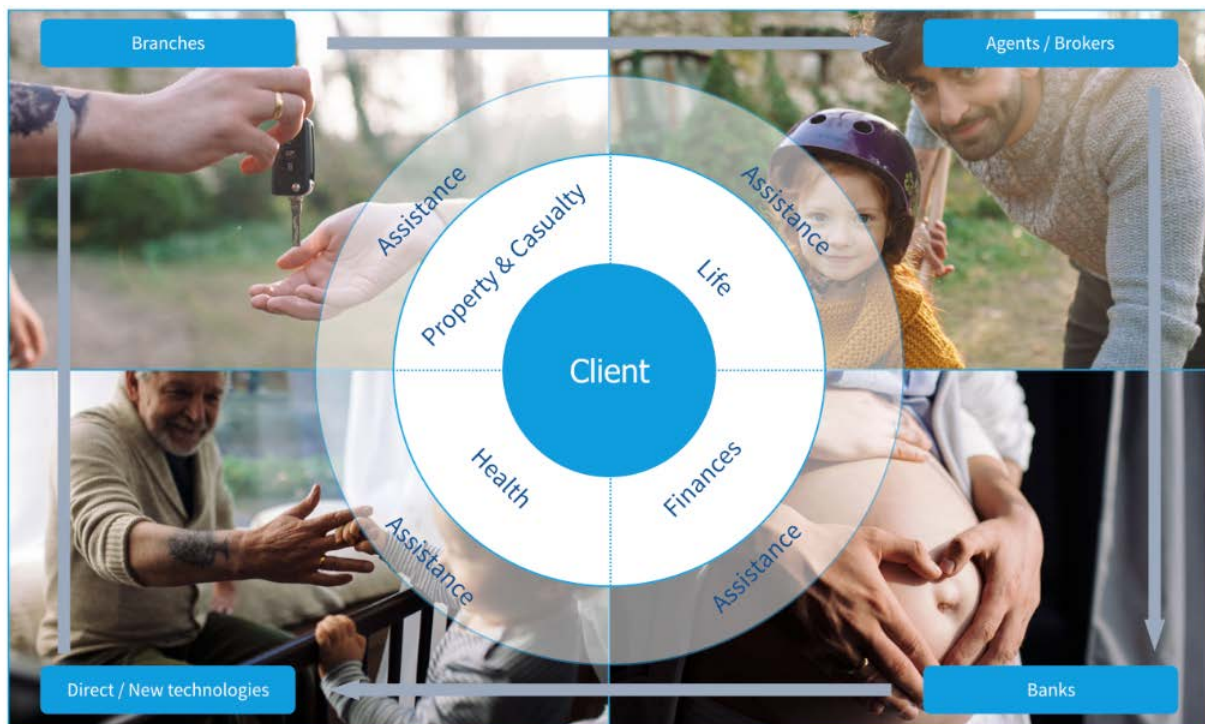 Branches
Agents / Brokers
Assistance
Assistance
Property & Casualty
Life
Client
Health
Finances
Assistance
Assistance
Direct / New technologies
Banks